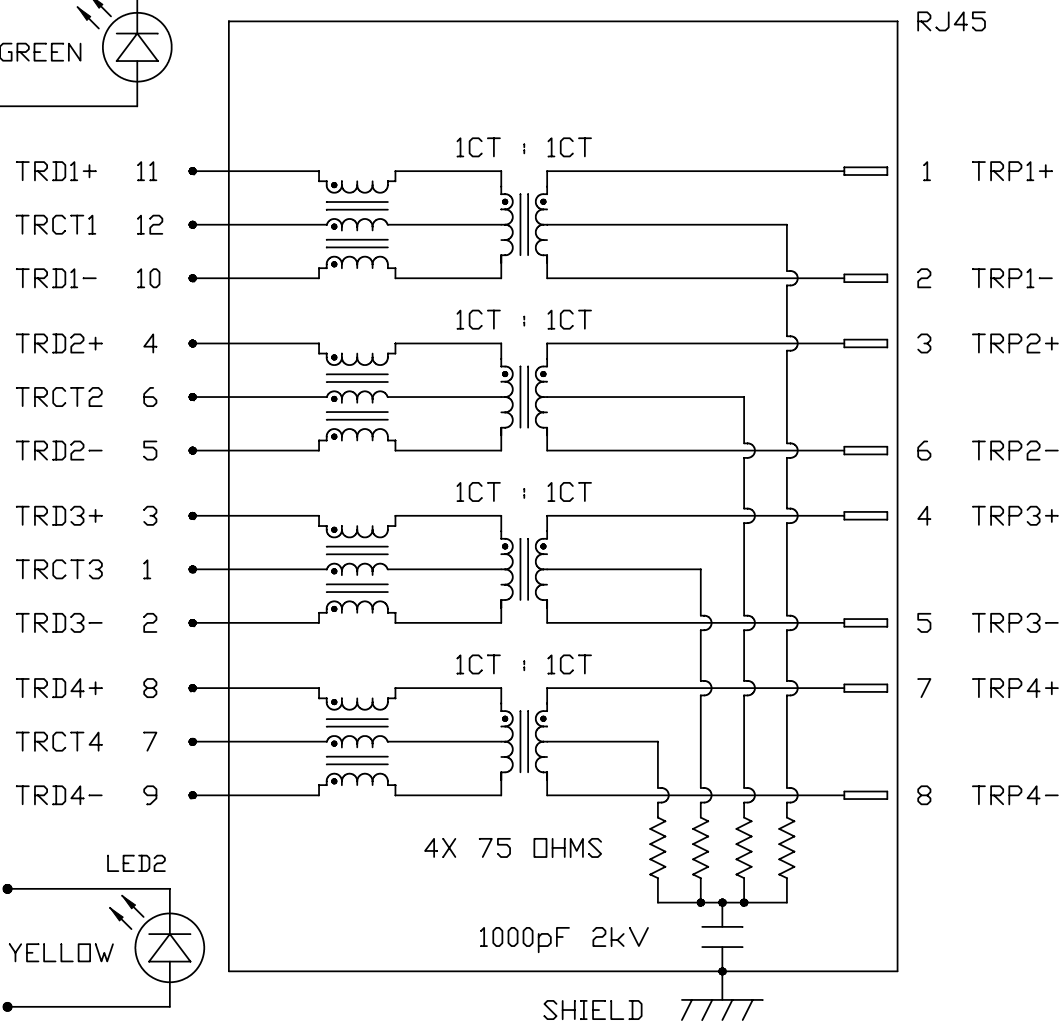 RJ45
GREEN
1CT : 1CT
TRD1+ 11 1 TRP1+
TRCT1 12
TRD1- 10 2 TRP1-
1CT : 1CT
TRD2+ 4 3 TRP2+
TRCT2 6
TRD2- 5 6 TRP2-
1CT : 1CT
TRD3+ 3 4 TRP3+
TRCT3 1
TRD3- 2 5 TRP3-
1CT : 1CT
TRD4+ 8 7 TRP4+
TRCT4 7
TRD4- 9 8 TRP4-
4X 75 OHMS
LED2
1000pF 2kV
YELLOW
SHIELD